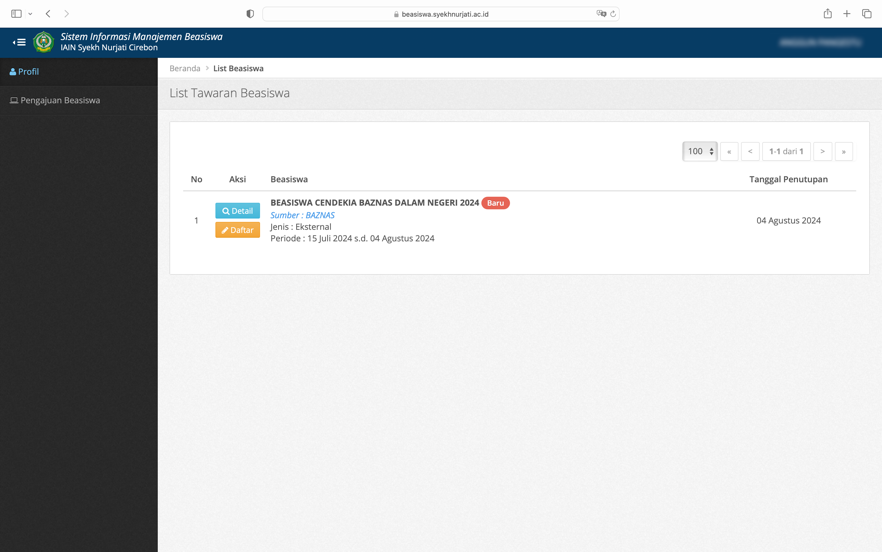 beasiswa.syekhnurjati.ac.id
Sistem Informasi Manajemen Beasiswa
IAIN Syekh Nurjati Cirebon
Profil
Pengajuan Beasiswa
Beranda > List Beasiswa
List Tawaran Beasiswa
100 « < 1-1 dari 1 > »
No Aksi Beasiswa Tanggal Penutupan
1 Detail Daftar
BEASISWA CENDEKIA BAZNAS DALAM NEGERI 2024 Baru
Sumber : BAZNAS
Jenis : Eksternal
Periode : 15 Juli 2024 s.d. 04 Agustus 2024
04 Agustus 2024